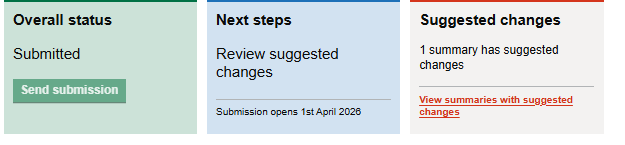 Overall status
Submitted
Send submission
Next steps
Review suggested
changes
Submission opens 1st April 2026
Suggested changes
1 summary has suggested
changes
View summaries with suggested
changes